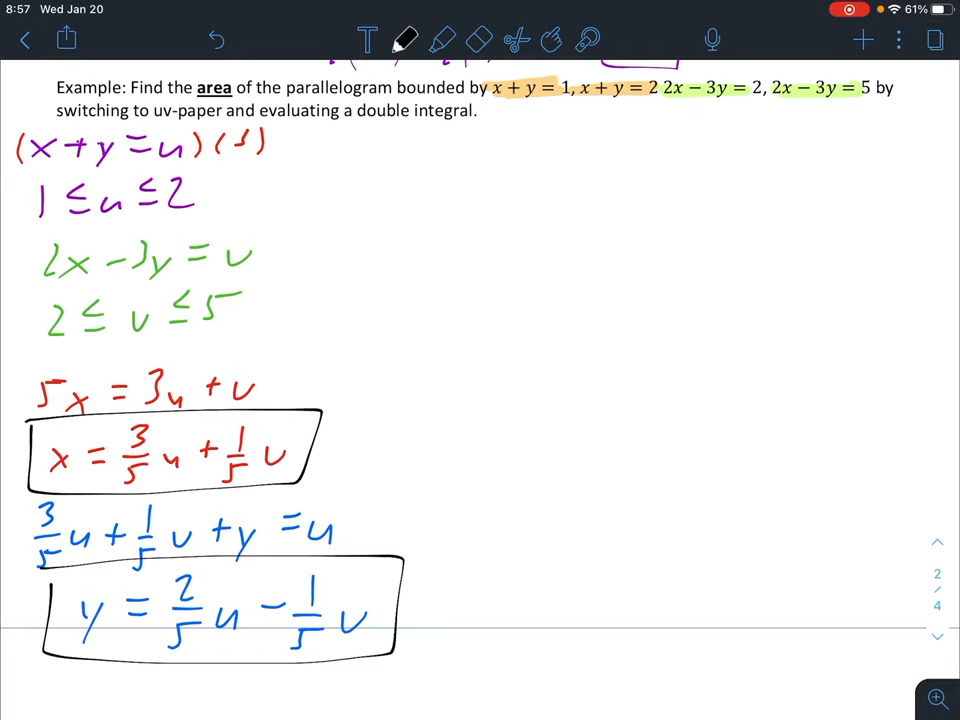 8:57 Wed Jan 20
61%
T
Example: Find the area of the parallelogram bounded by x + y = 1, x + y = 2 2x − 3y = 2, 2x − 3y = 5 by
switching to uv-paper and evaluating a double integral.
(x + y = u)(3)
1 ≤ u ≤ 2
2x − 3y = v
2 ≤ v ≤ 5
5x = 3u + v
x = 3/5 u + 1/5 v
3/5 u + 1/5 v + y = u
y = 2/5 u − 1/5 v
2
/
4